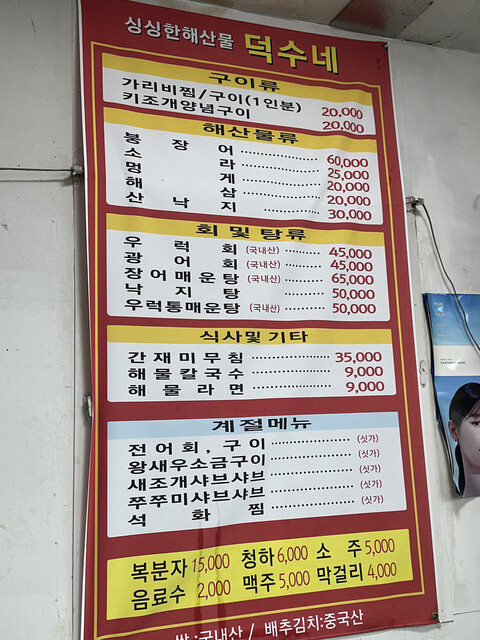 싱싱한해산물 덕수네
구이류
가리비찜/구이(1인분) 20,000
키조개양념구이 20,000
해산물류
붕장어 60,000
소라 25,000
멍게 20,000
해삼 20,000
산낙지 30,000
회 및 탕류
우럭회 (국내산) 45,000
광어회 (국내산) 45,000
장어매운탕 (국내산) 65,000
낙지탕 50,000
우럭통매운탕 (국내산) 50,000
식사및기타
간재미무침 35,000
해물칼국수 9,000
해물라면 9,000
계절메뉴
전어회, 구이 (싯가)
왕새우소금구이 (싯가)
새조개샤브샤브 (싯가)
쭈쭈미샤브샤브 (싯가)
석화찜
복분자 15,000 청하 6,000 소주 5,000
음료수 2,000 맥주 5,000 막걸리 4,000
쌀:국내산 / 배추김치:중국산